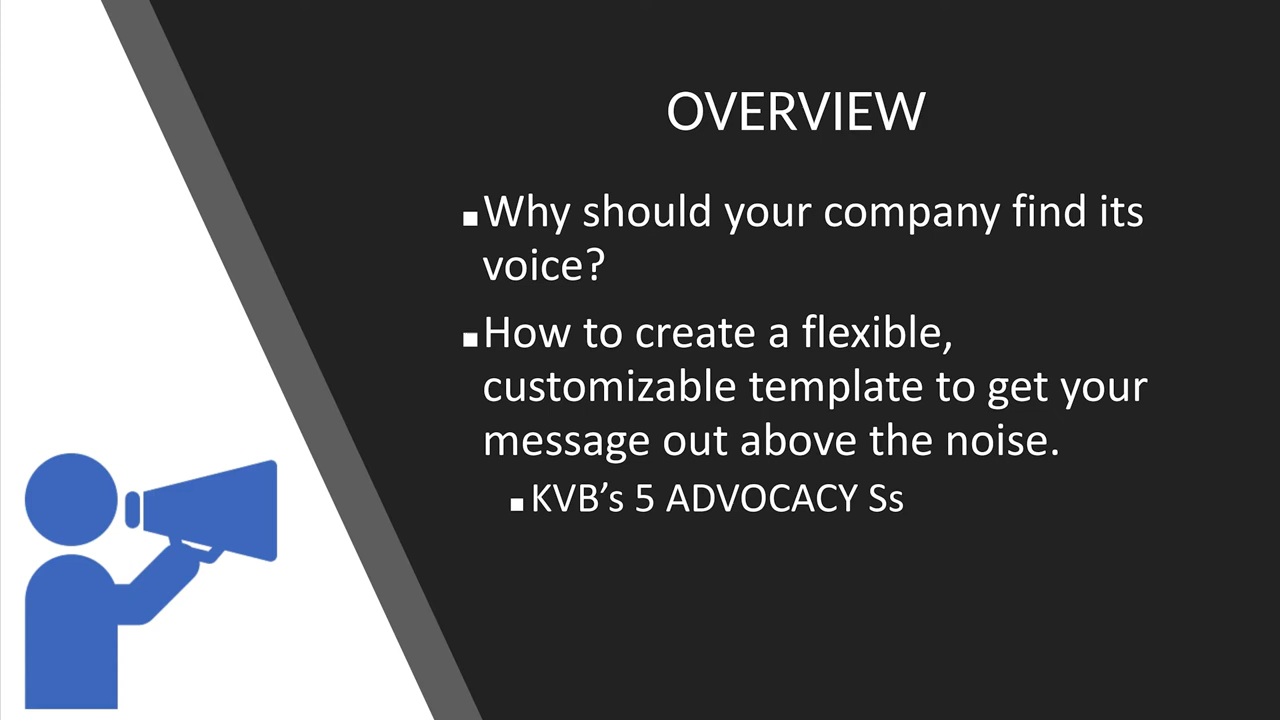 OVERVIEW
▪Why should your company find its
voice?
▪How to create a flexible,
customizable template to get your
message out above the noise.
▪KVB’s 5 ADVOCACY Ss